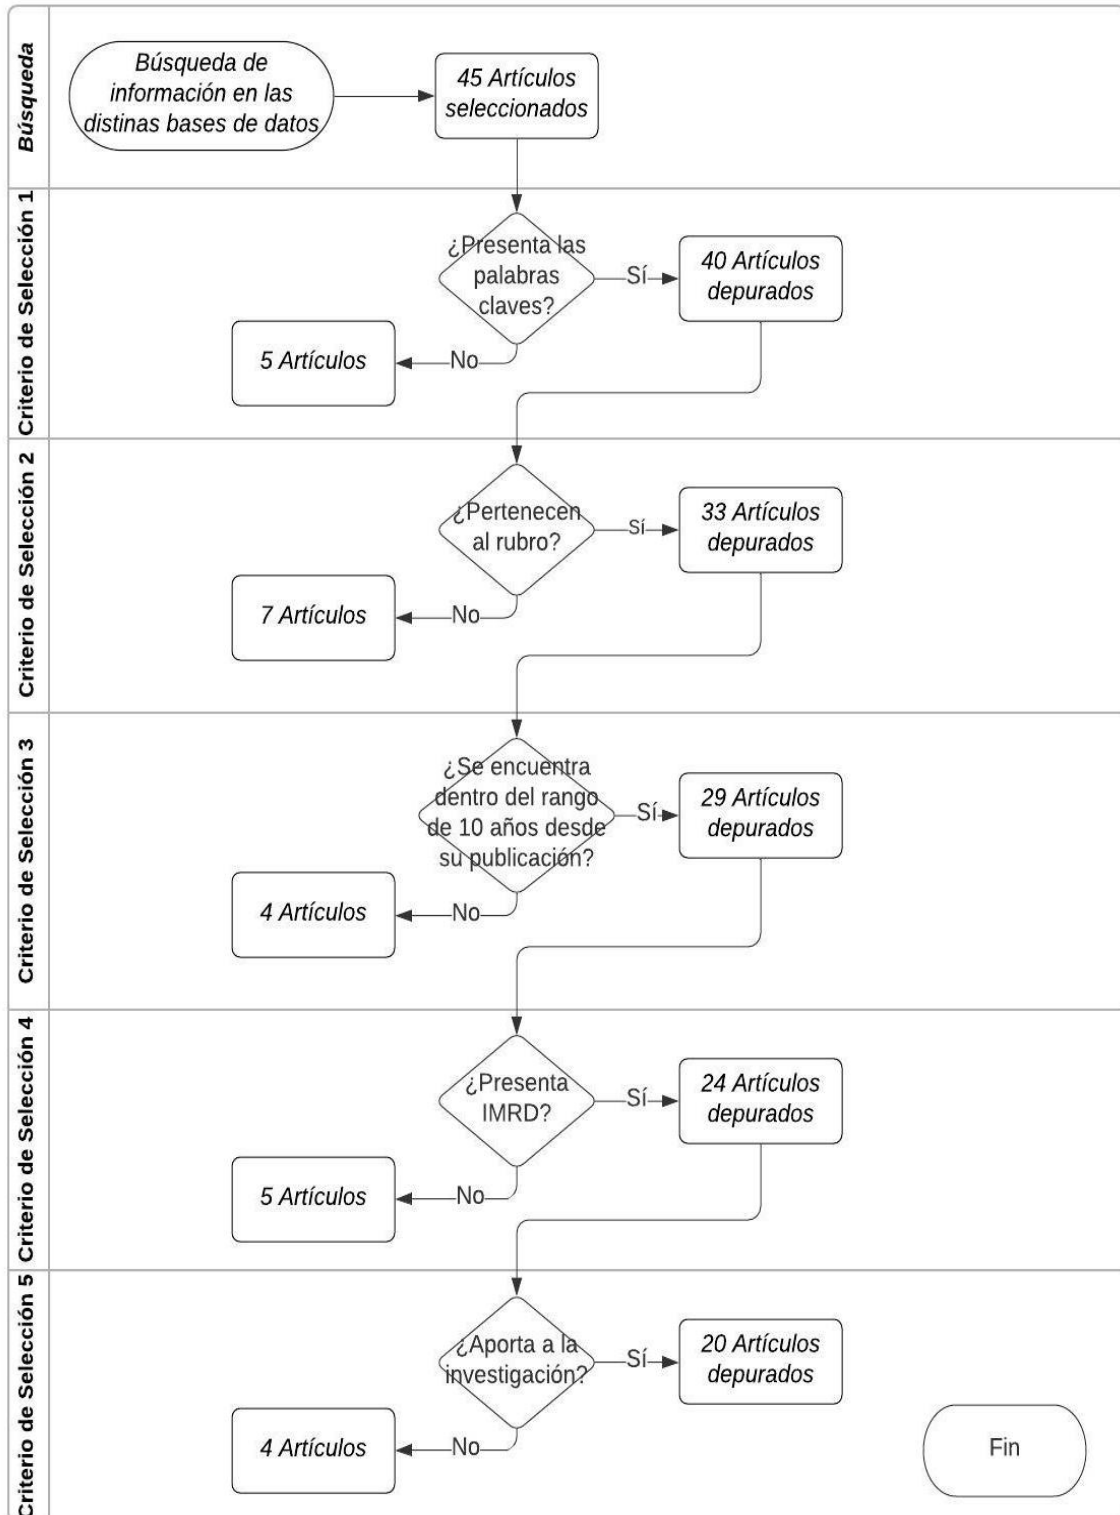 Búsqueda
Búsqueda de
información en las
distinas bases de datos
45 Artículos
seleccionados
Criterio de Selección 1
¿Presenta las
palabras
claves?
Sí
40 Artículos
depurados
No
5 Artículos
Criterio de Selección 2
¿Pertenecen
al rubro?
Sí
33 Artículos
depurados
No
7 Artículos
Criterio de Selección 3
¿Se encuentra
dentro del rango
de 10 años desde
su publicación?
Sí
29 Artículos
depurados
No
4 Artículos
Criterio de Selección 4
¿Presenta
IMRD?
Sí
24 Artículos
depurados
No
5 Artículos
Criterio de Selección 5
¿Aporta a la
investigación?
Sí
20 Artículos
depurados
No
4 Artículos
Fin